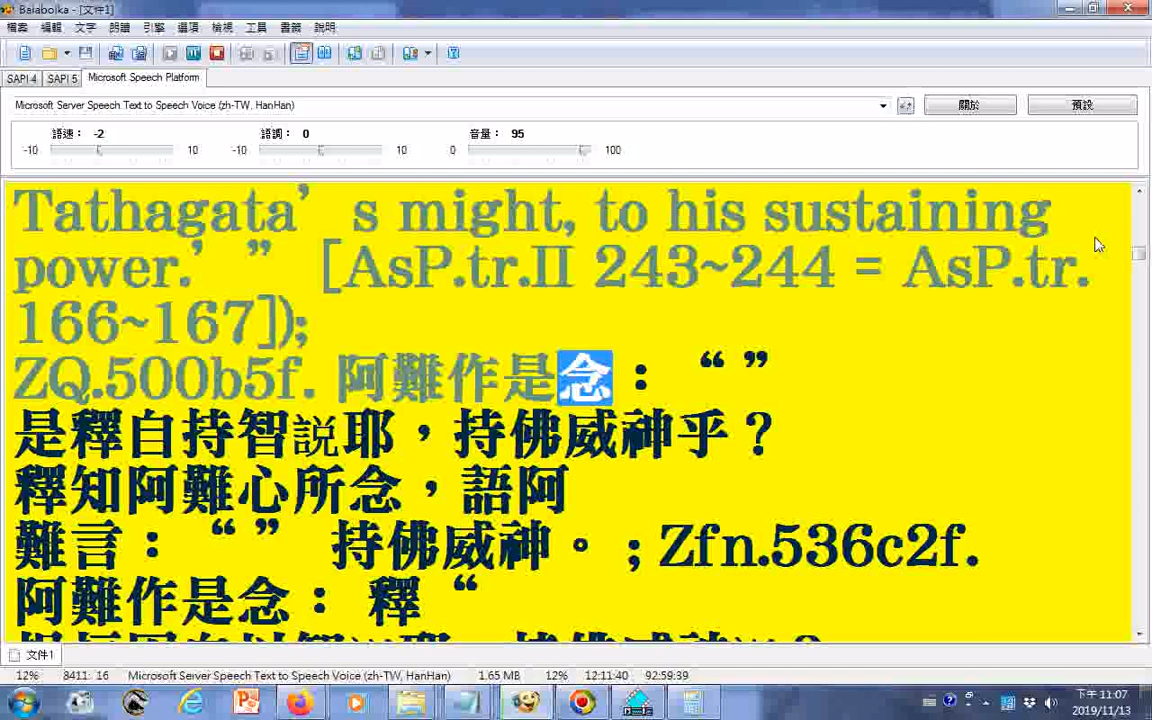 Balabolka - [文件1]
檔案 編輯 文字 朗讀 引擎 選項 檢視 工具 書籤 說明
SAPI 4 SAPI 5 Microsoft Speech Platform
Microsoft Server Speech Text to Speech Voice (zh-TW, HanHan) 關於 預設
語速： -2 語調： 0 音量： 95
-10 10 -10 10 0 100
Tathagata’s might, to his sustaining
power.’” [AsP.tr.II 243~244 = AsP.tr.
166~167]);
ZQ.500b5f. 阿難作是念：“ ”
是釋自持智説耶，持佛威神乎？
釋知阿難心所念，語阿
難言：“ ” 持佛威神。 ; Zfn.536c2f.
阿難作是念： 釋“
文件1
12% 8411: 16 Microsoft Server Speech Text to Speech Voice (zh-TW, HanHan) 1.65 MB 12% 12:11:40 92:59:39
下午 11:07
2019/11/13